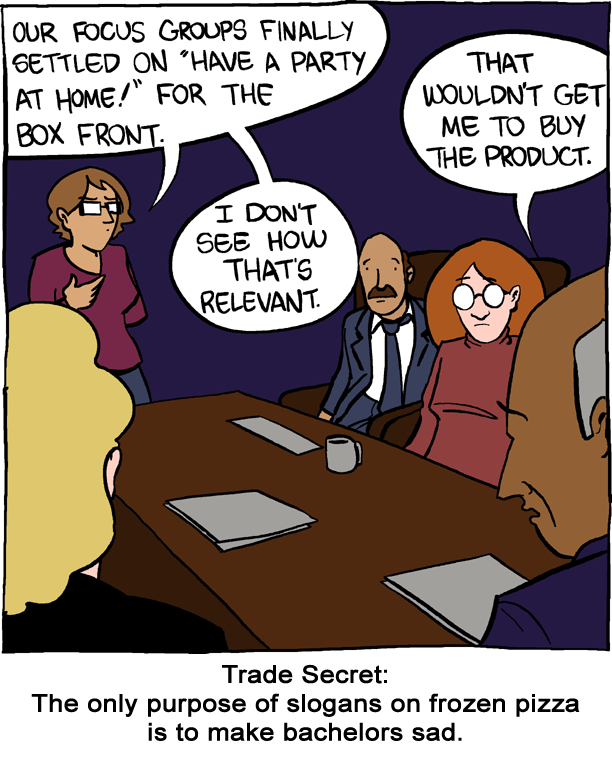 OUR FOCUS GROUPS FINALLY
SETTLED ON "HAVE A PARTY
AT HOME!" FOR THE
BOX FRONT.
THAT
WOULDN'T GET
ME TO BUY
THE PRODUCT.
I DON'T
SEE HOW
THAT'S
RELEVANT.
Trade Secret:
The only purpose of slogans on frozen pizza
is to make bachelors sad.